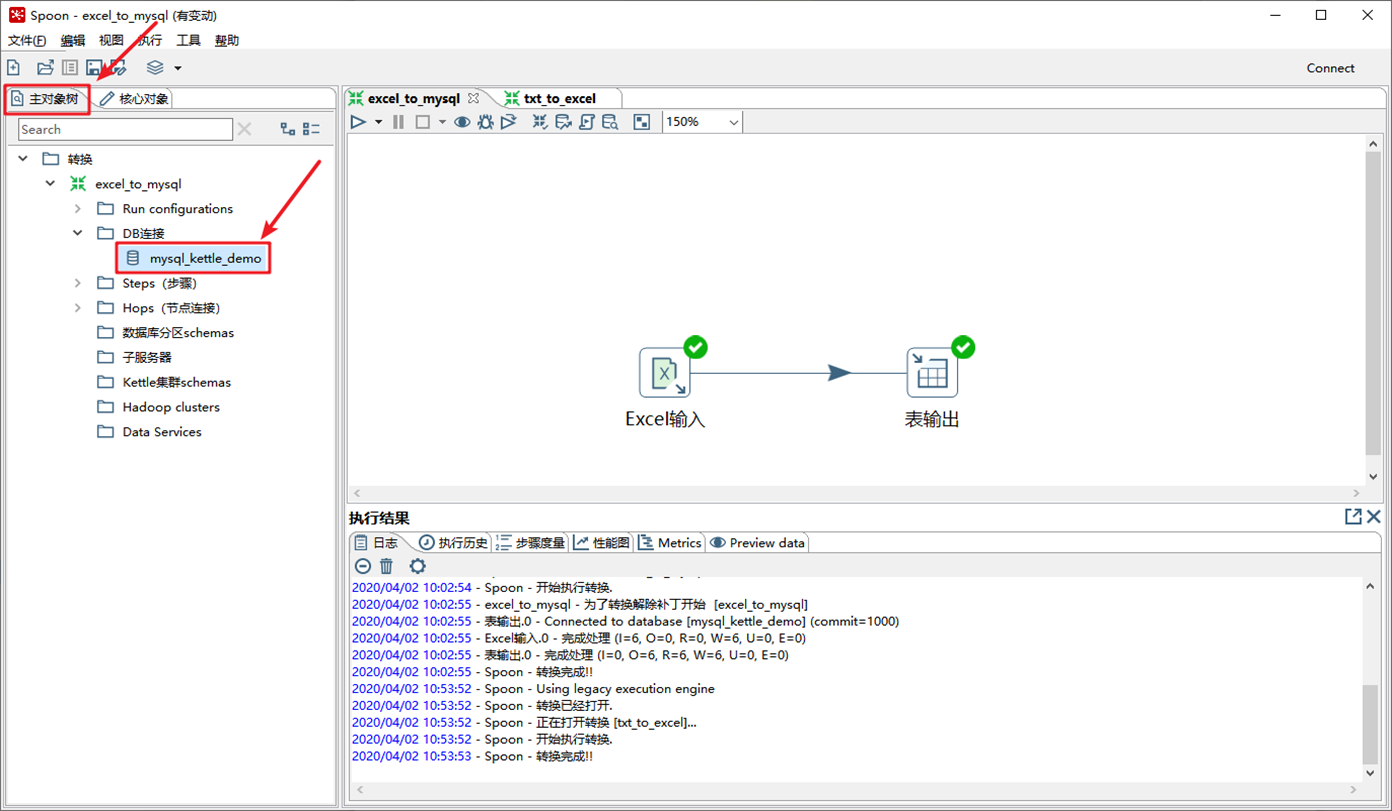 Spoon - excel_to_mysql (有变动)
文件(F) 编辑 视图 执行 工具 帮助
Connect
主对象树 核心对象
Search
转换
excel_to_mysql
Run configurations
DB连接
mysql_kettle_demo
Steps（步骤）
Hops（节点连接）
数据库分区schemas
子服务器
Kettle集群schemas
Hadoop clusters
Data Services
excel_to_mysql txt_to_excel
150%
Excel输入 表输出
执行结果
日志 执行历史 步骤度量 性能图 Metrics Preview data
2020/04/02 10:02:54 - Spoon - 开始执行转换.
2020/04/02 10:02:55 - excel_to_mysql - 为了转换解除补丁开始 [excel_to_mysql]
2020/04/02 10:02:55 - 表输出.0 - Connected to database [mysql_kettle_demo] (commit=1000)
2020/04/02 10:02:55 - Excel输入.0 - 完成处理 (I=6, O=0, R=0, W=6, U=0, E=0)
2020/04/02 10:02:55 - 表输出.0 - 完成处理 (I=0, O=6, R=6, W=6, U=0, E=0)
2020/04/02 10:02:55 - Spoon - 转换完成!!
2020/04/02 10:53:52 - Spoon - Using legacy execution engine
2020/04/02 10:53:52 - Spoon - 转换已经打开.
2020/04/02 10:53:52 - Spoon - 正在打开转换 [txt_to_excel]...
2020/04/02 10:53:52 - Spoon - 开始执行转换.
2020/04/02 10:53:53 - Spoon - 转换完成!!